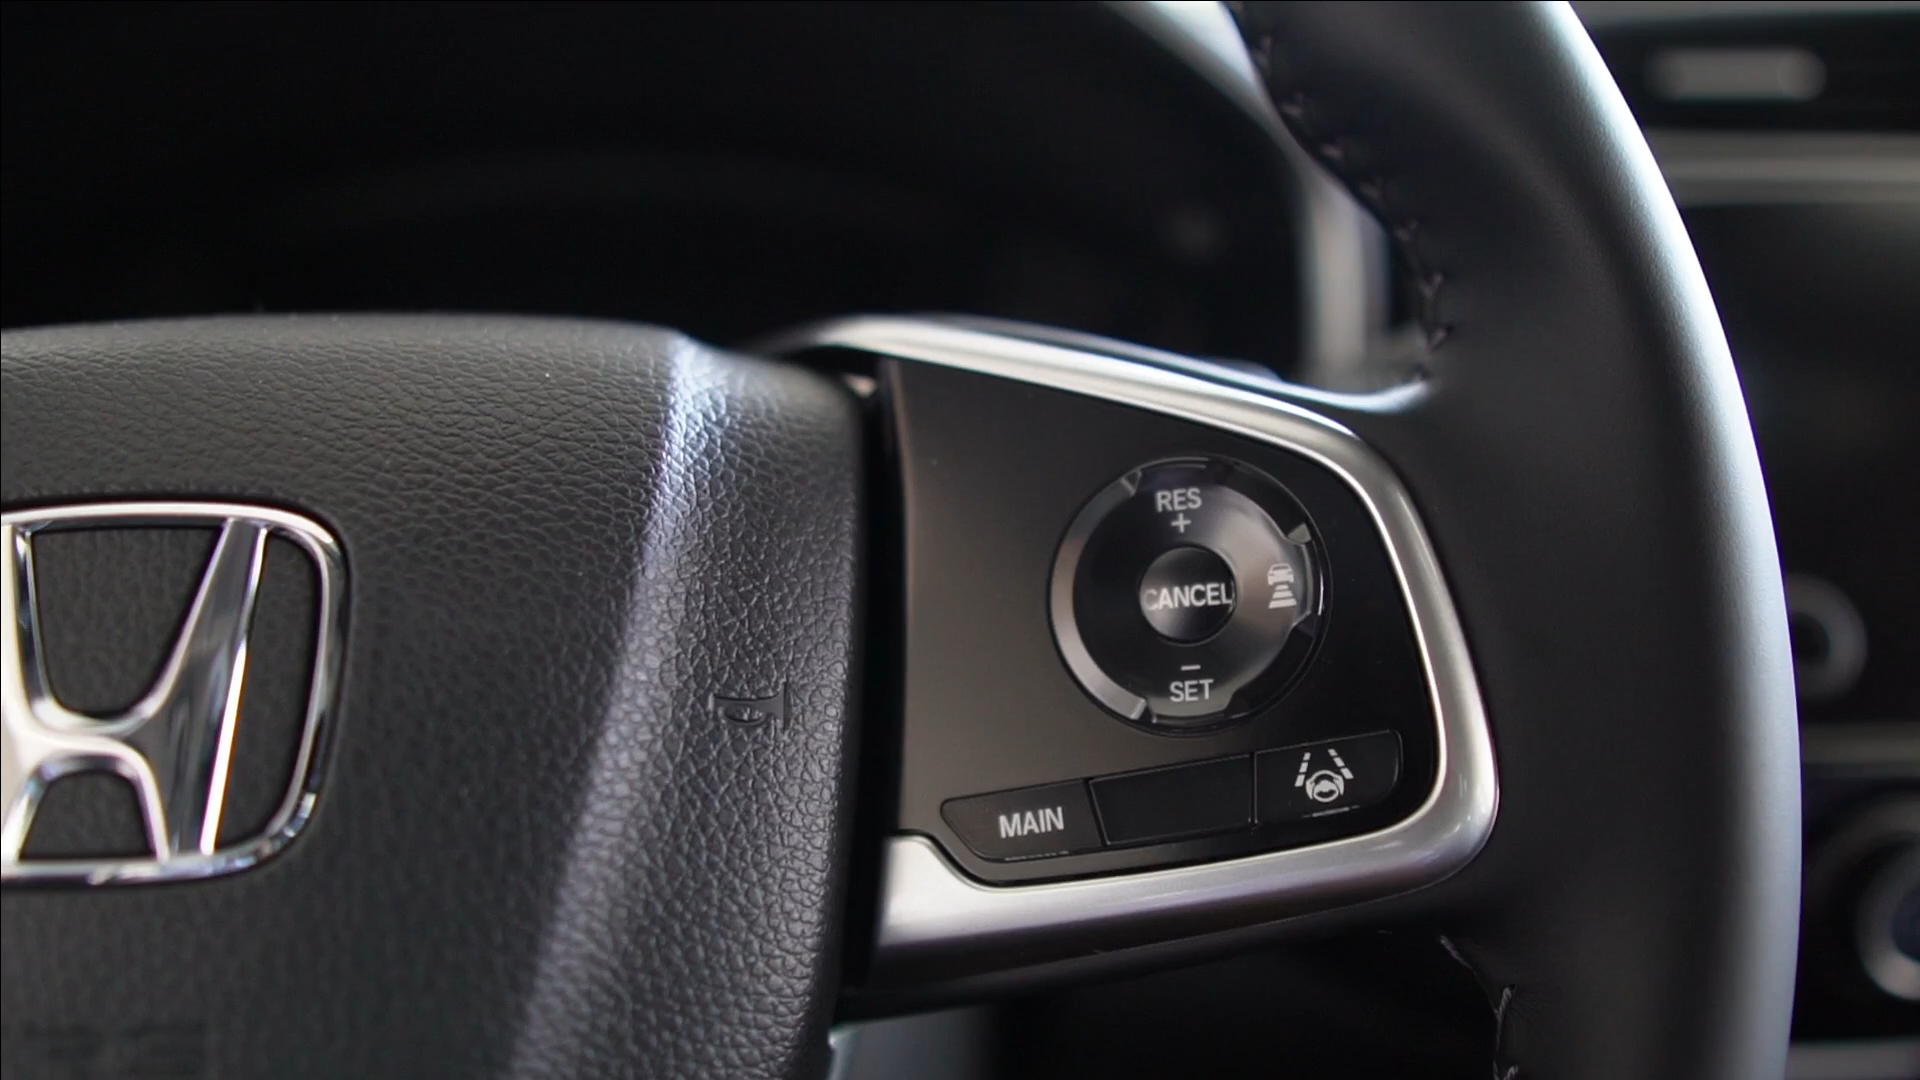 RES
+
CANCEL
–
SET
MAIN